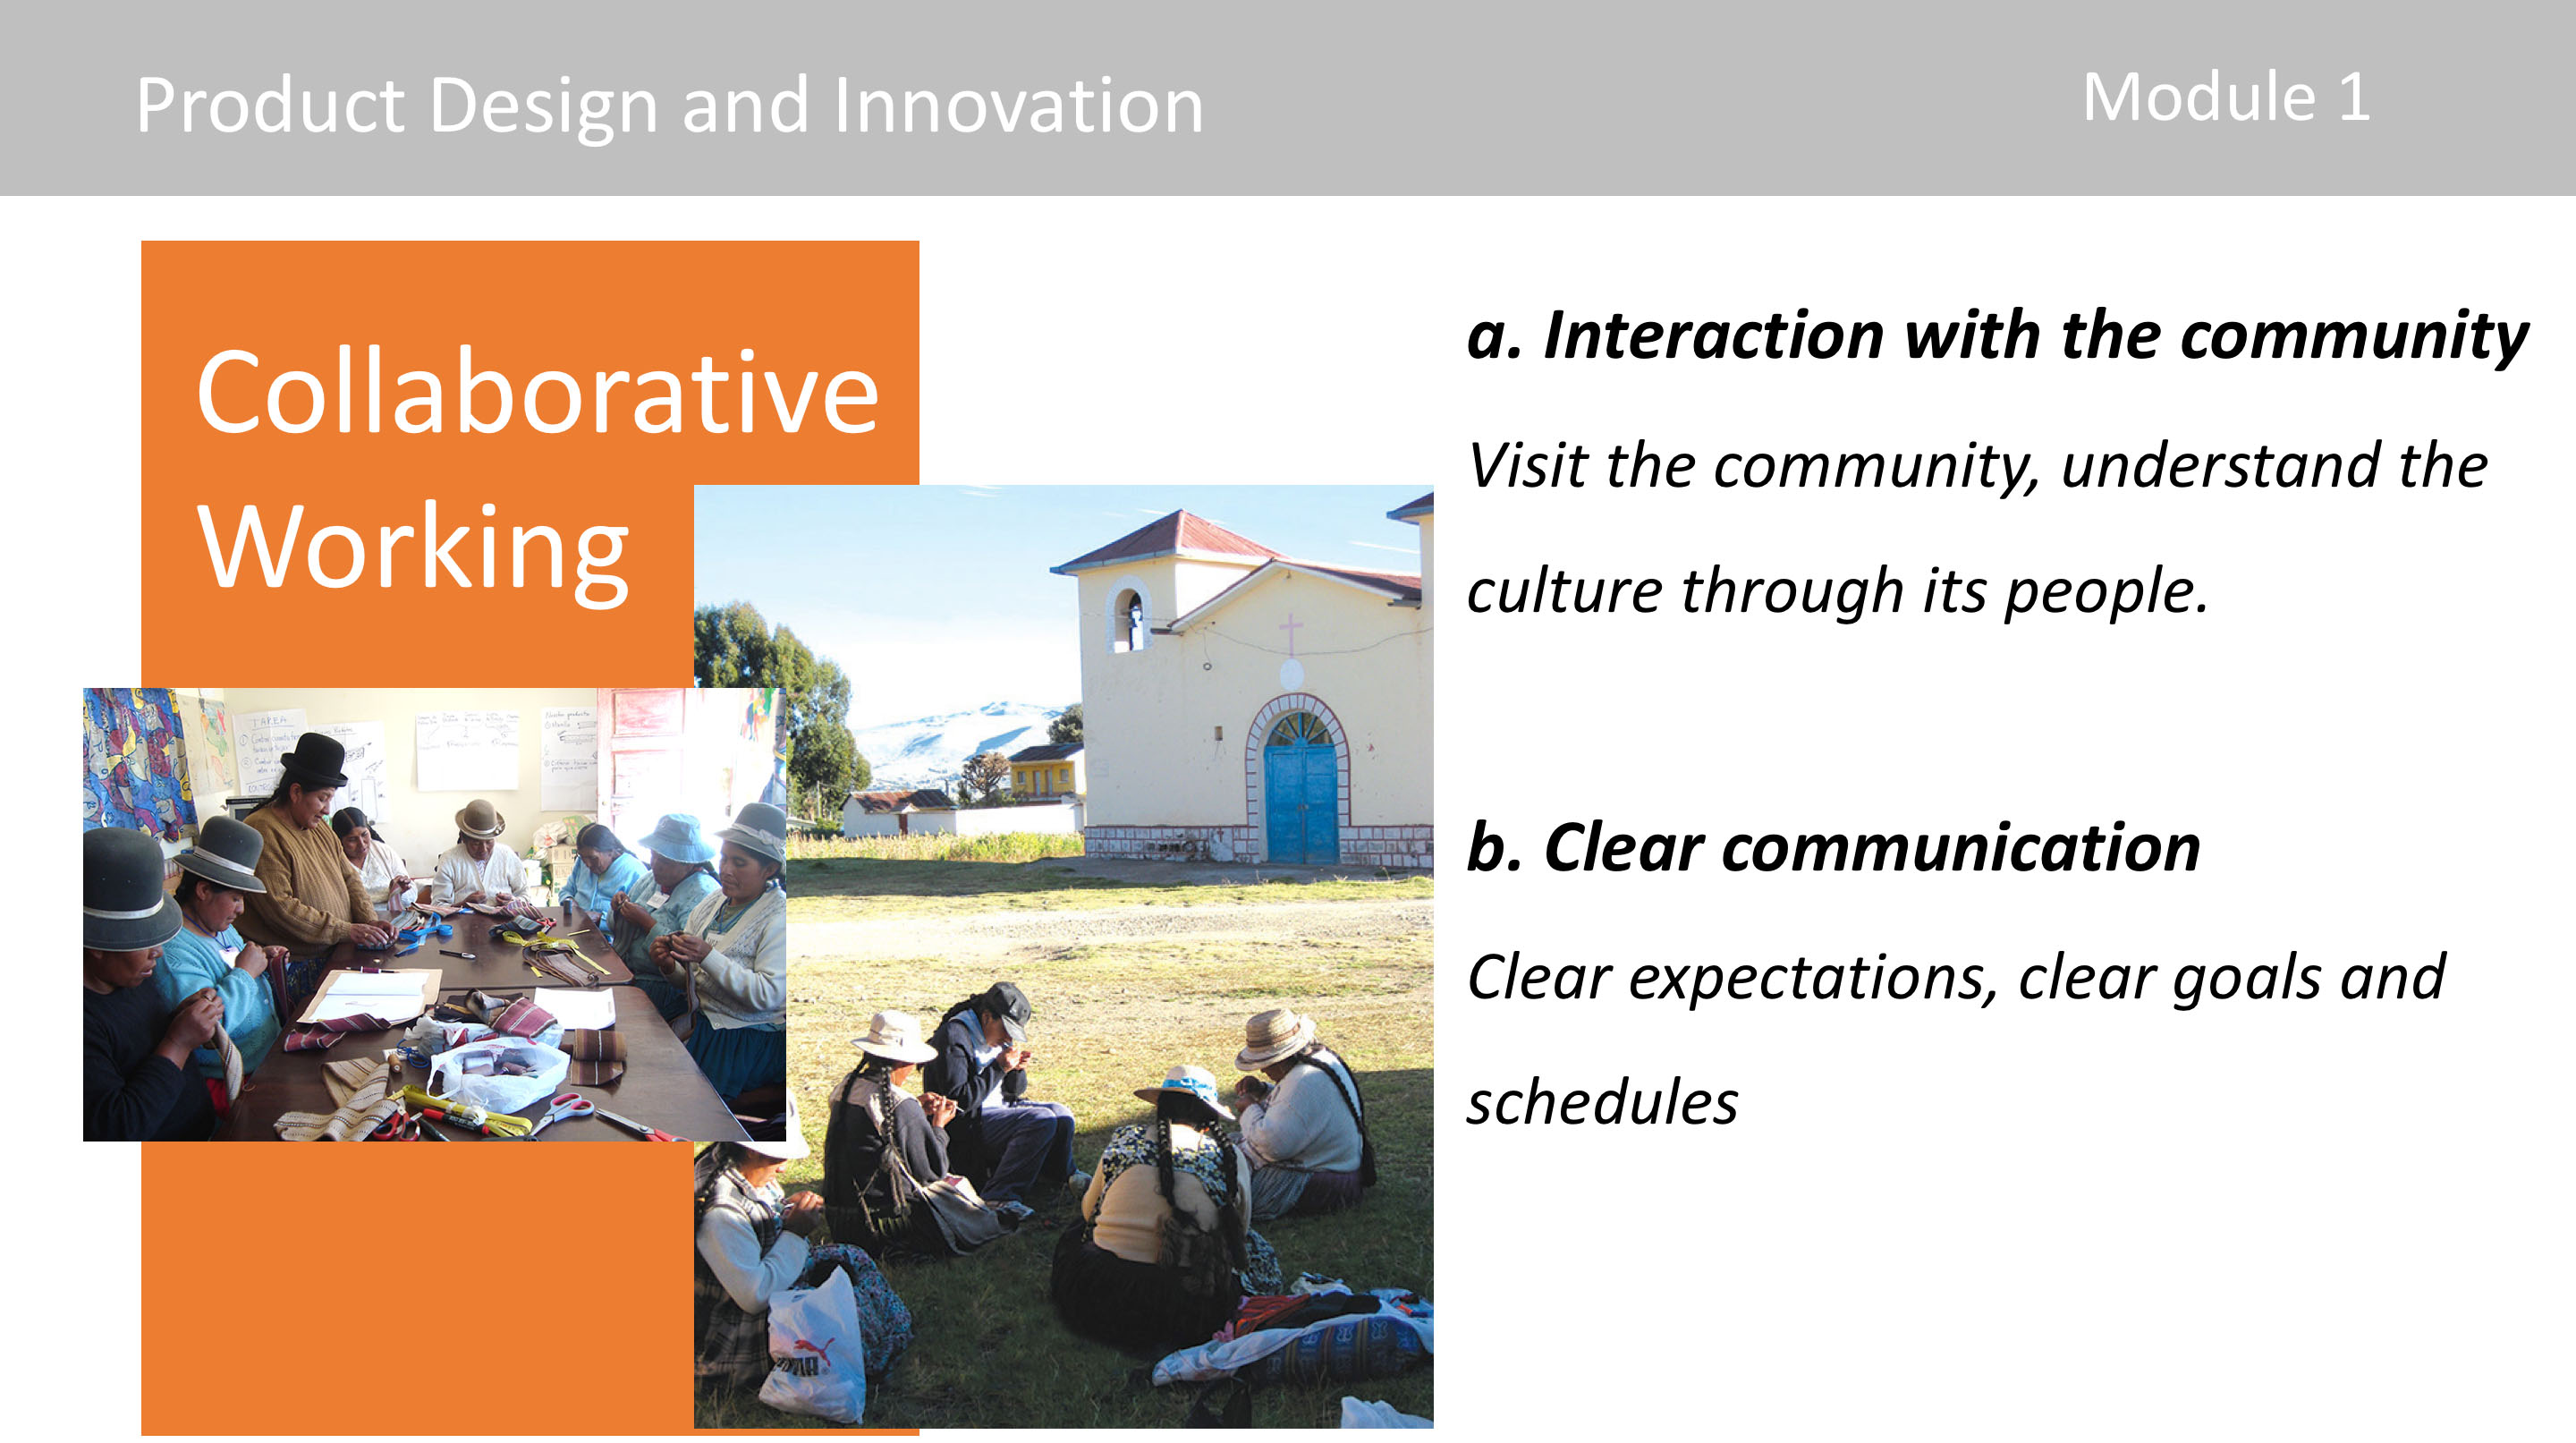 Product Design and Innovation
Module 1
Collaborative
Working
a. Interaction with the community
Visit the community, understand the
culture through its people.
b. Clear communication
Clear expectations, clear goals and
schedules
TAREA
PUMA